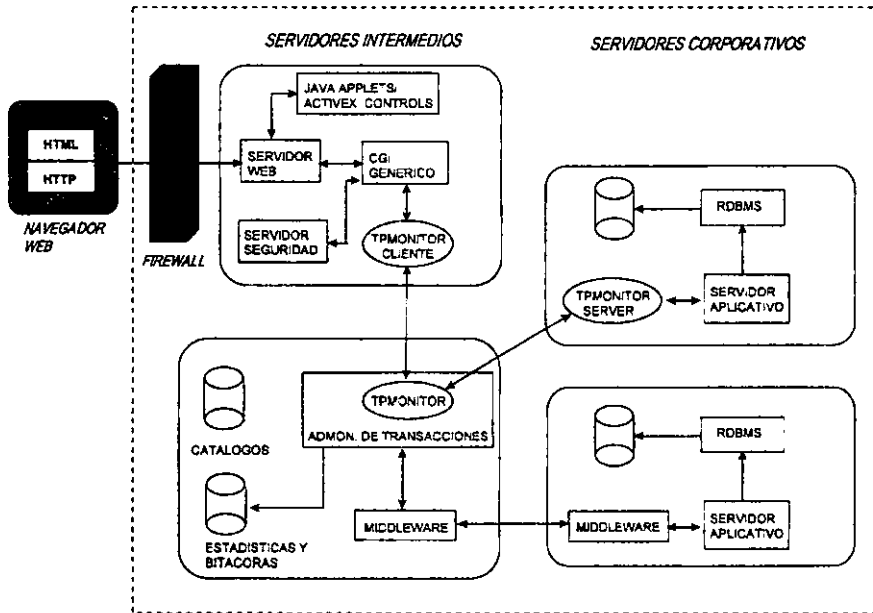 SERVIDORES INTERMEDIOS
SERVIDORES CORPORATIVOS
JAVA APPLETS/
ACTIVEX CONTROLS
HTML
HTTP
NAVEGADOR
WEB
FIREWALL
SERVIDOR
WEB
CGI
GENERICO
SERVIDOR
SEGURIDAD
TPMONITOR
CLIENTE
RDBMS
TPMONITOR
SERVER
SERVIDOR
APLICATIVO
CATALOGOS
TPMONITOR
ADMON. DE TRANSACCIONES
ESTADISTICAS Y
BITACORAS
MIDDLEWARE
RDBMS
MIDDLEWARE
SERVIDOR
APLICATIVO